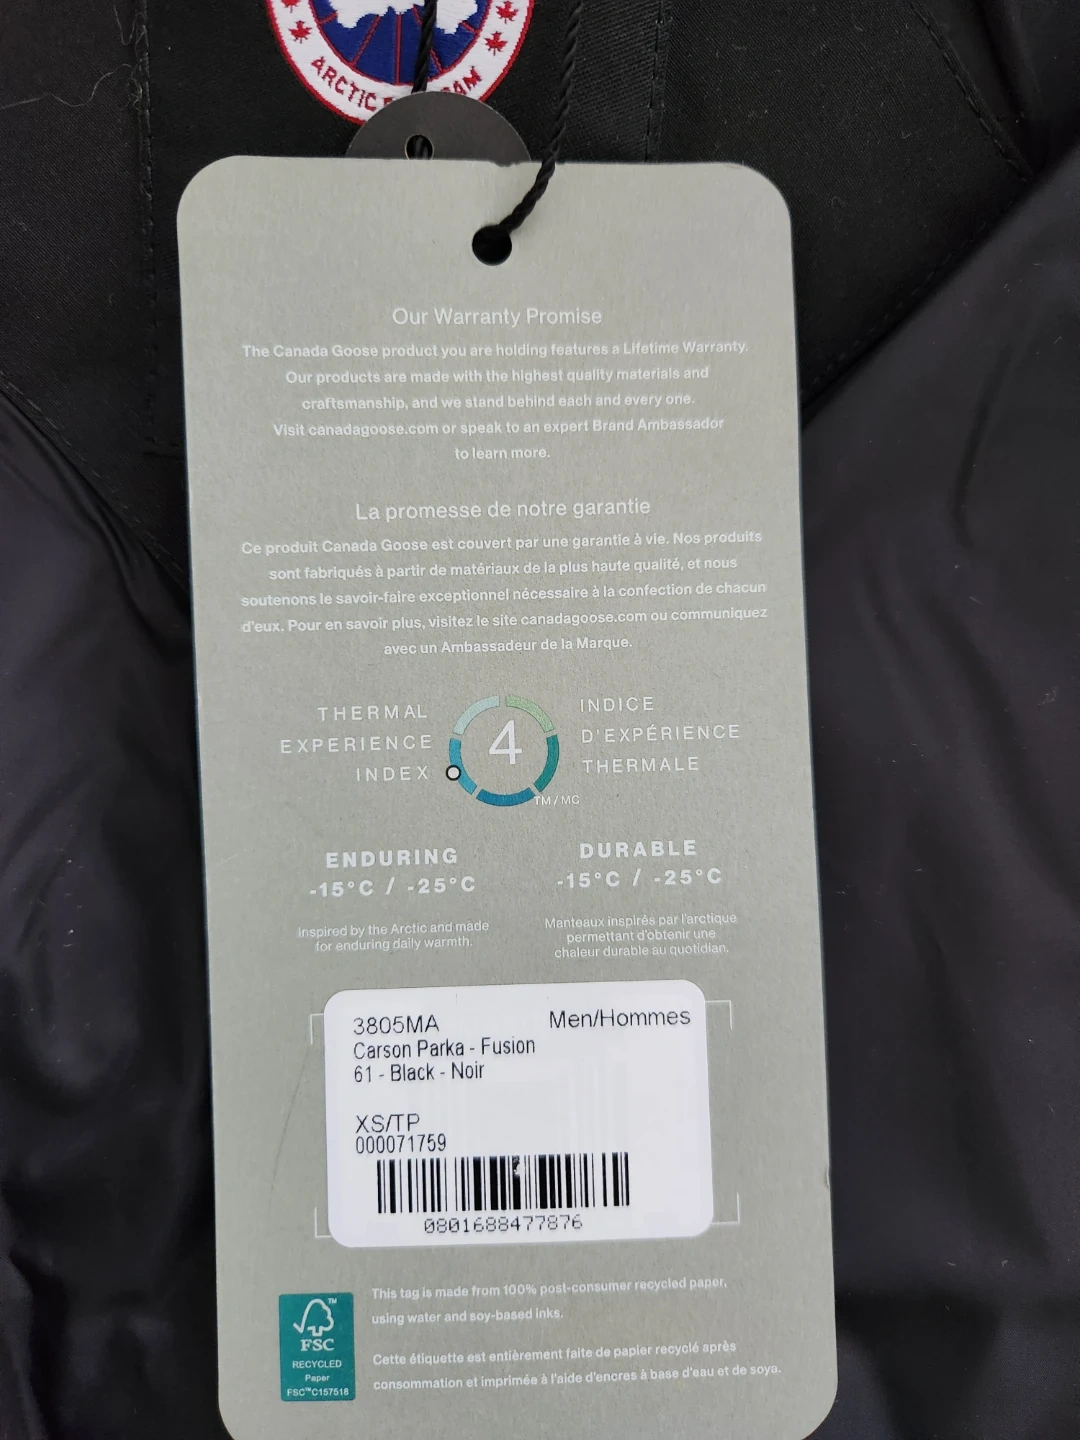 ARCTIC
Our Warranty Promise
The Canada Goose product you are holding features a Lifetime Warranty.
Our products are made with the highest quality materials and
craftsmanship, and we stand behind each and every one.
Visit canadagoose.com or speak to an expert Brand Ambassador
to learn more.
La promesse de notre garantie
Ce produit Canada Goose est couvert par une garantie à vie. Nos produits
sont fabriqués à partir de matériaux de la plus haute qualité, et nous
soutenons le savoir-faire exceptionnel nécessaire à la confection de chacun
d'eux. Pour en savoir plus, visitez le site canadagoose.com ou communiquez
avec un Ambassadeur de la Marque.
THERMAL
EXPERIENCE
INDEX
4
TM/MC
INDICE
D'EXPÉRIENCE
THERMALE
ENDURING
-15°C / -25°C
Inspired by the Arctic and made
for enduring daily warmth.
DURABLE
-15°C / -25°C
Manteaux inspirés par l'arctique
permettant d'obtenir une
chaleur durable au quotidian.
3805MA Men/Hommes
Carson Parka - Fusion
61 - Black - Noir
XS/TP
000071759
0801688477876
FSC
RECYCLED
Paper
FSC™C157518
This tag is made from 100% post-consumer recycled paper,
using water and soy-based inks.
Cette étiquette est entièrement faite de papier recyclé après
consommation et imprimée à l'aide d'encres à base d'eau et de soya.